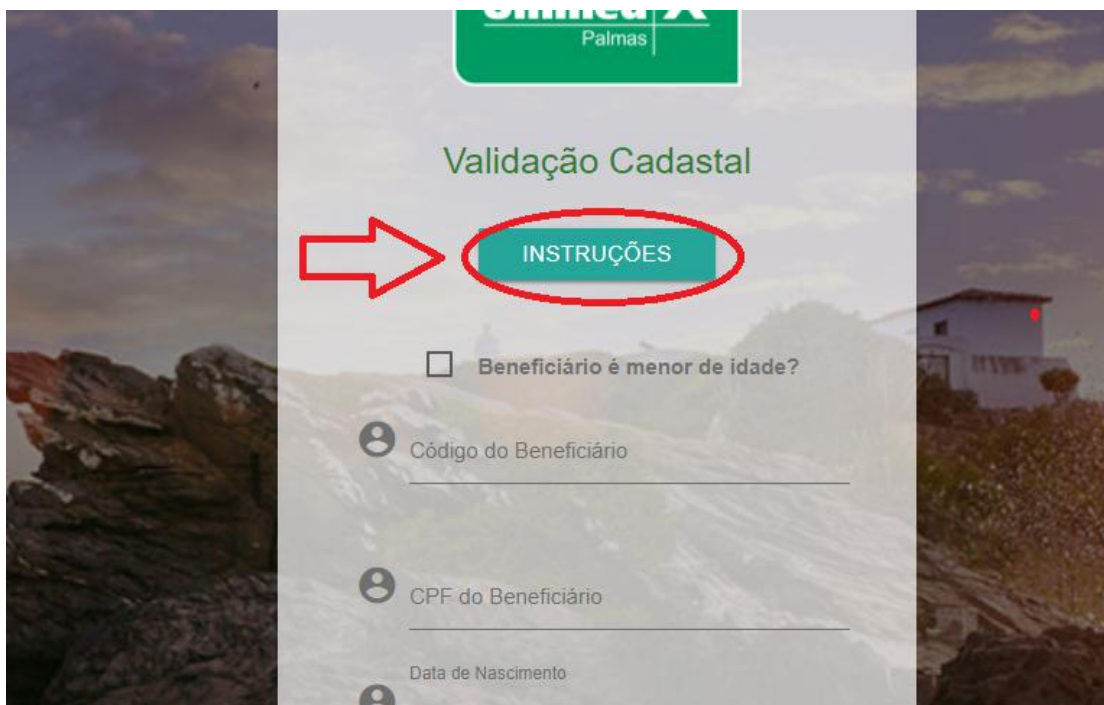 Palmas
Validação Cadastal
INSTRUÇÕES
Beneficiário é menor de idade?
Código do Beneficiário
CPF do Beneficiário
Data de Nascimento